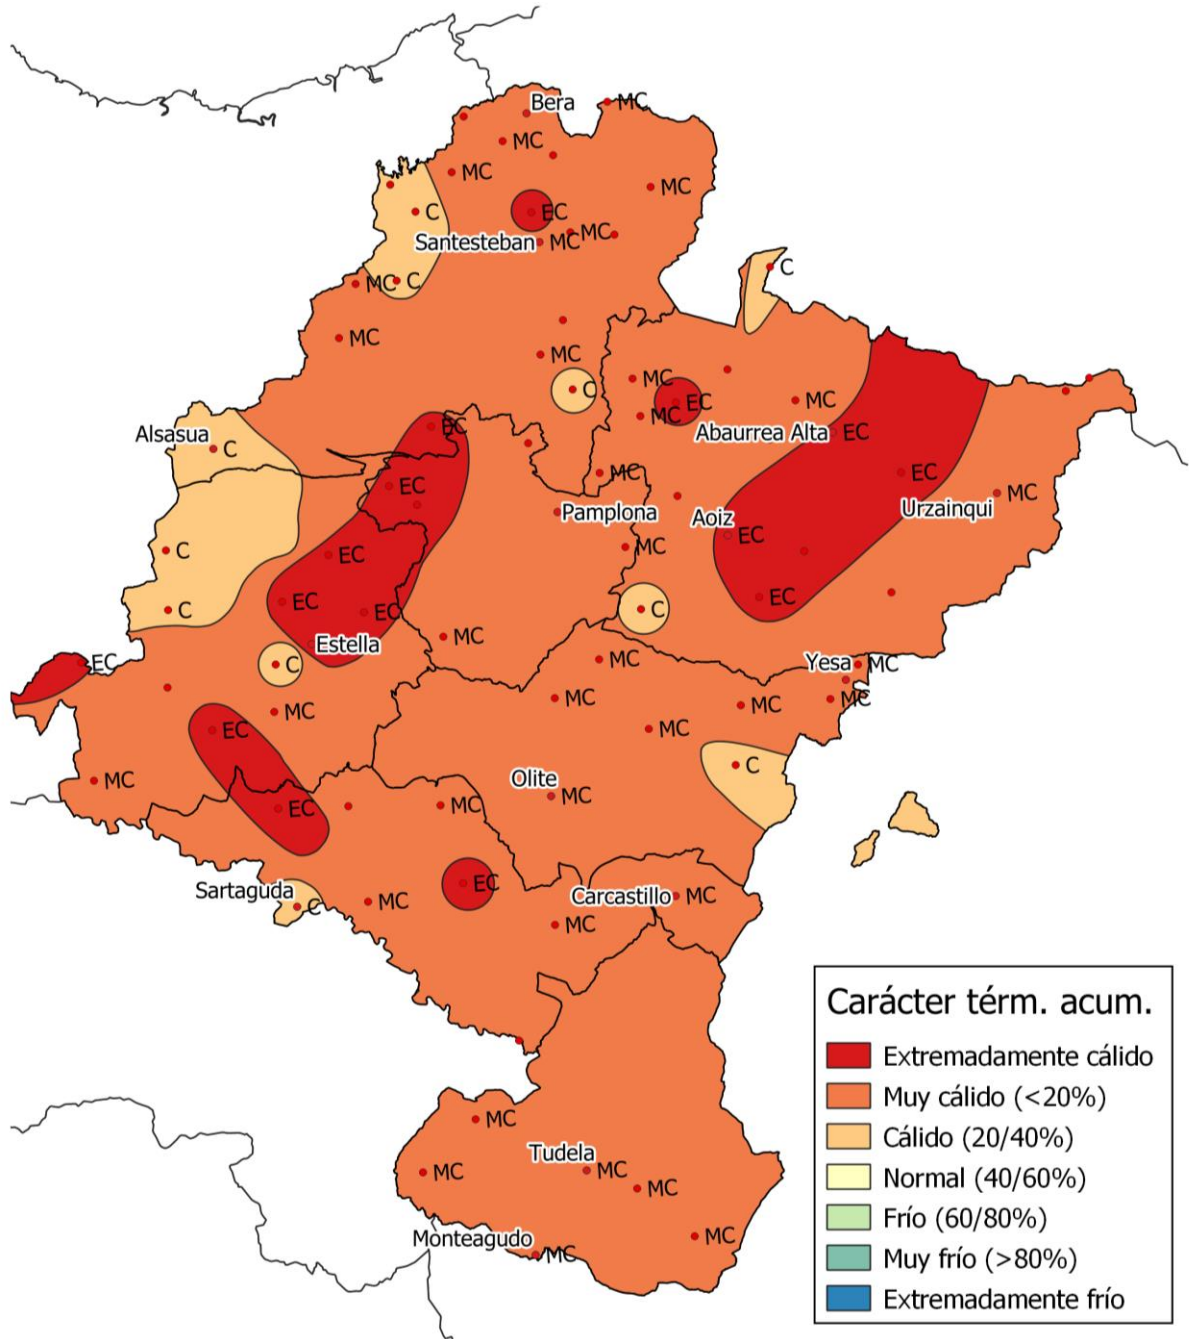 Bera
MC
MC
MC
MC
C
EC
Santesteban
MC
MC
C
MC
C
MC
MC
MC
C
EC
MC
MC
Alsasua
C
EC
Abaurrea Alta
EC
MC
EC
EC
Urzainqui
MC
Pamplona
Aoiz
EC
MC
C
EC
EC
EC
EC
C
C
MC
Estella
C
EC
MC
Yesa
MC
MC
MC
MC
MC
MC
EC
MC
C
MC
Olite
MC
EC
MC
Sartaguda
C
MC
EC
Carcastillo
MC
MC
MC
Tudela
MC
MC
MC
Monteagudo
MC
MC
Carácter térm. acum.
Extremadamente cálido
Muy cálido (<20%)
Cálido (20/40%)
Normal (40/60%)
Frío (60/80%)
Muy frío (>80%)
Extremadamente frío